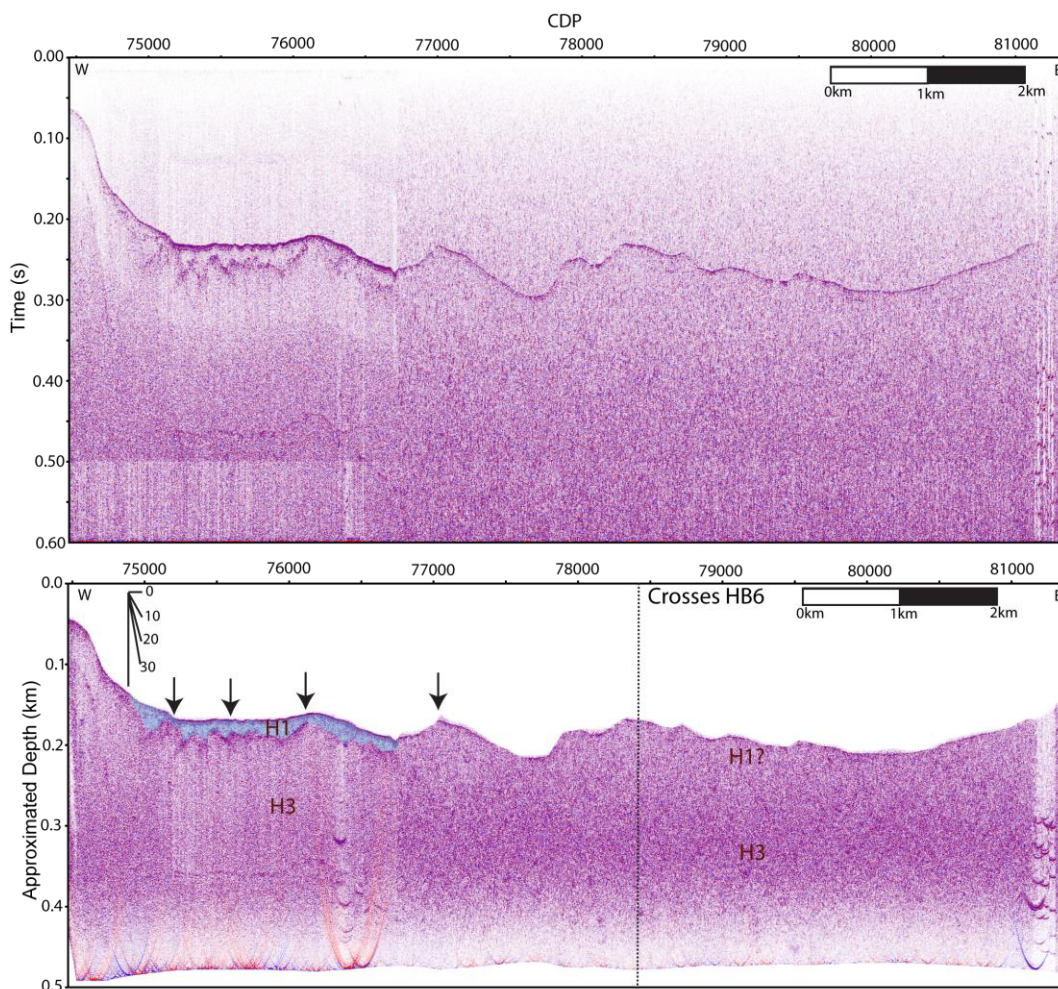 CDP
75000 76000 77000 78000 79000 80000 81000
0.00
W
E
0km 1km 2km
0.10
0.20
0.30
0.40
0.50
0.60
Time (s)
75000 76000 77000 79000 80000 81000
0.0
W
0
10
20
30
Crosses HB6
0km 1km 2km
E
0.1
H1
0.2
H1?
H3
0.3
H3
0.4
0.5
Approximated Depth (km)